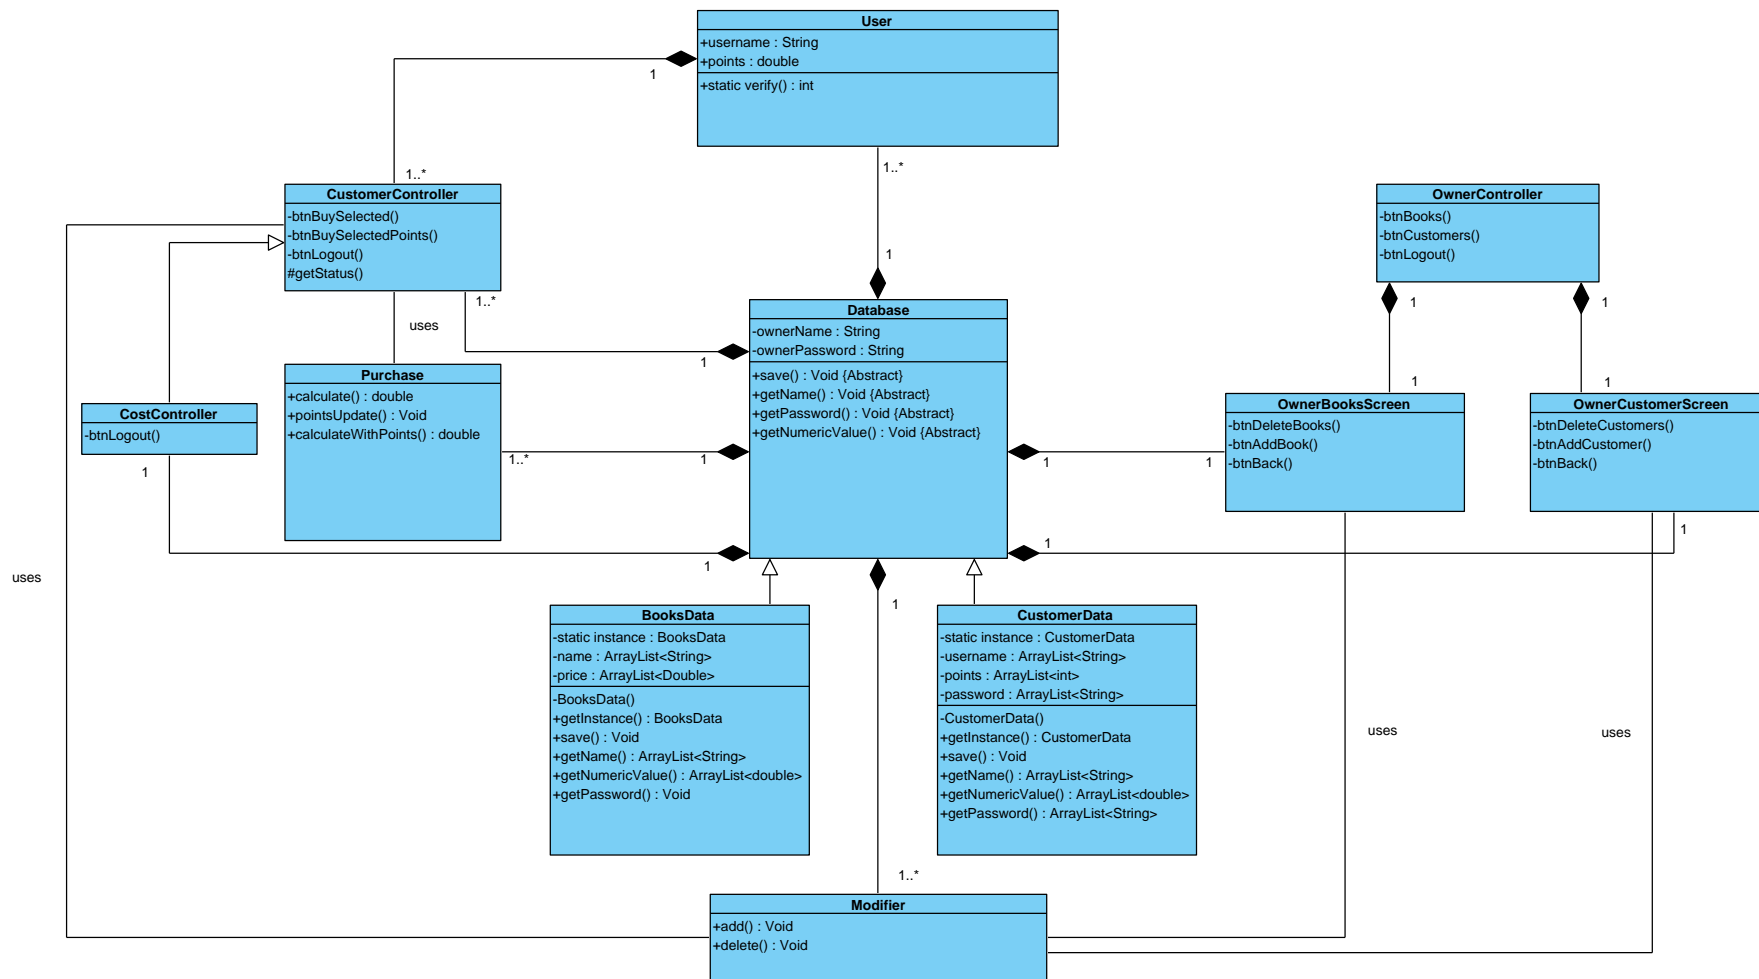 User
+username : String
+points : double
+static verify() : int
1
1..*
1..*
CustomerController
-btnBuySelected()
-btnBuySelectedPoints()
-btnLogout()
#getStatus()
OwnerController
-btnBooks()
-btnCustomers()
-btnLogout()
1
1..*
1
1
uses
Database
-ownerName : String
-ownerPassword : String
+save() : Void {Abstract}
+getName() : Void {Abstract}
+getPassword() : Void {Abstract}
+getNumericValue() : Void {Abstract}
1
Purchase
+calculate() : double
+pointsUpdate() : Void
+calculateWithPoints() : double
1
1
CostController
-btnLogout()
OwnerBooksScreen
-btnDeleteBooks()
-btnAddBook()
-btnBack()
OwnerCustomerScreen
-btnDeleteCustomers()
-btnAddCustomer()
-btnBack()
1
1..*
1
1
1
1
1
1
uses
1
BooksData
-static instance : BooksData
-name : ArrayList<String>
-price : ArrayList<Double>
-BooksData()
+getInstance() : BooksData
+save() : Void
+getName() : ArrayList<String>
+getNumericValue() : ArrayList<double>
+getPassword() : Void
CustomerData
-static instance : CustomerData
-username : ArrayList<String>
-points : ArrayList<int>
-password : ArrayList<String>
-CustomerData()
+getInstance() : CustomerData
+save() : Void
+getName() : ArrayList<String>
+getNumericValue() : ArrayList<double>
+getPassword() : ArrayList<String>
uses
uses
1..*
Modifier
+add() : Void
+delete() : Void